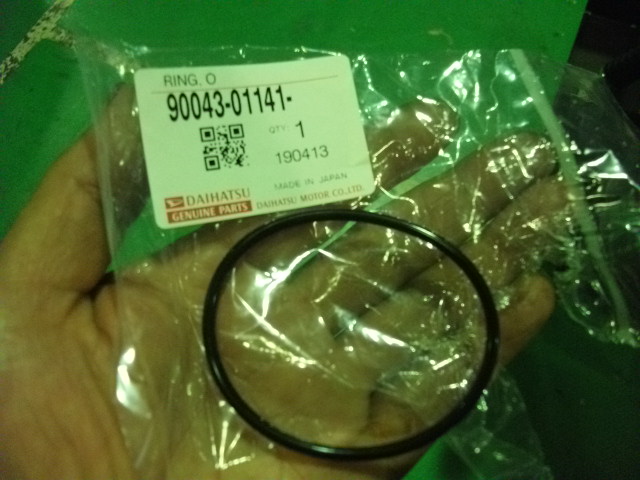 RING, O
90043-01141-
QTY: 1
190413
MADE IN JAPAN
DAIHATSU
GENUINE PARTS DAIHATSU MOTOR CO.,LTD.